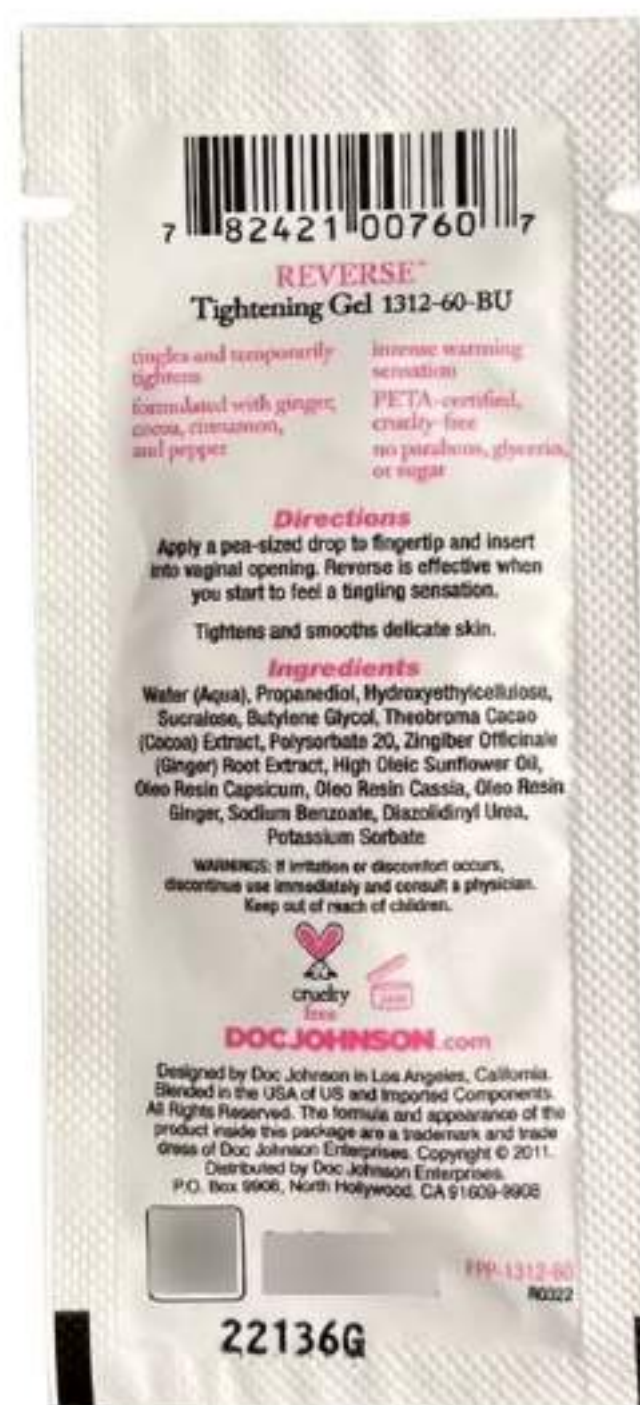 7 82421 00760 7
REVERSE™
Tightening Gel 1312-60-BU
tingles and temporarily
tightens
formulated with ginger,
cocoa, cinnamon,
and pepper
intense warming
sensation
PETA-certified,
cruelty-free
no parabens, glycerin,
or sugar
Directions
Apply a pea-sized drop to fingertip and insert
into vaginal opening. Reverse is effective when
you start to feel a tingling sensation.
Tightens and smooths delicate skin.
Ingredients
Water (Aqua), Propanediol, Hydroxyethylcellulose,
Sucralose, Butylene Glycol, Theobroma Cacao
(Cocoa) Extract, Polysorbate 20, Zingiber Officinale
(Ginger) Root Extract, High Oleic Sunflower Oil,
Oleo Resin Capsicum, Oleo Resin Cassia, Oleo Resin
Ginger, Sodium Benzoate, Diazolidinyl Urea,
Potassium Sorbate
WARNINGS: If irritation or discomfort occurs,
discontinue use immediately and consult a physician.
Keep out of reach of children.
cruelty
free
DOCJOHNSON.com
Designed by Doc Johnson in Los Angeles, California.
Blended in the USA of US and Imported Components.
All Rights Reserved. The formula and appearance of the
product inside this package are a trademark and trade
dress of Doc Johnson Enterprises. Copyright © 2011.
Distributed by Doc Johnson Enterprises.
P.O. Box 9908, North Hollywood, CA 91609-9908
FPP-1312-60
R0322
22136G